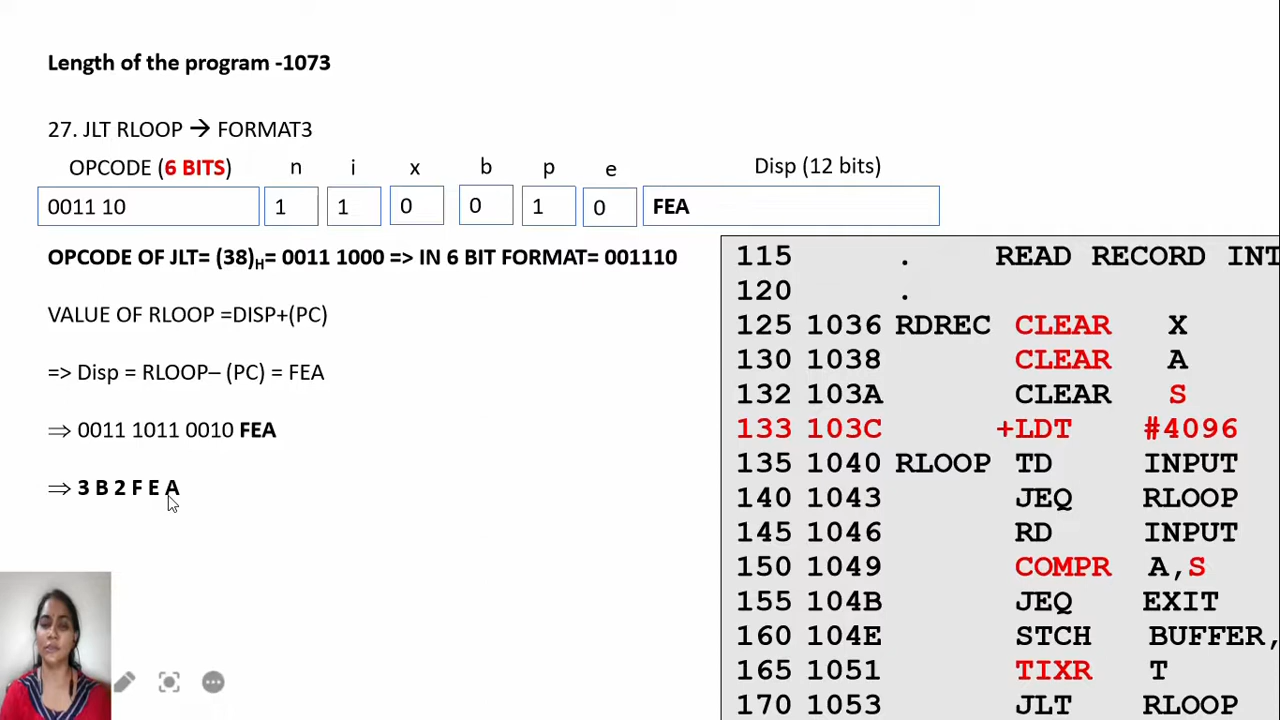 Length of the program -1073
27. JLT RLOOP → FORMAT3
OPCODE (6 BITS) n i x b p e Disp (12 bits)
0011 10 1 1 0 0 1 0 FEA
OPCODE OF JLT= (38)H= 0011 1000 => IN 6 BIT FORMAT= 001110
VALUE OF RLOOP =DISP+(PC)
=> Disp = RLOOP– (PC) = FEA
⇒ 0011 1011 0010 FEA
⇒ 3 B 2 F E A
115 . READ RECORD INT
120 .
125 1036 RDREC CLEAR X
130 1038 CLEAR A
132 103A CLEAR S
133 103C +LDT #4096
135 1040 RLOOP TD INPUT
140 1043 JEQ RLOOP
145 1046 RD INPUT
150 1049 COMPR A,S
155 104B JEQ EXIT
160 104E STCH BUFFER,
165 1051 TIXR T
170 1053 JLT RLOOP